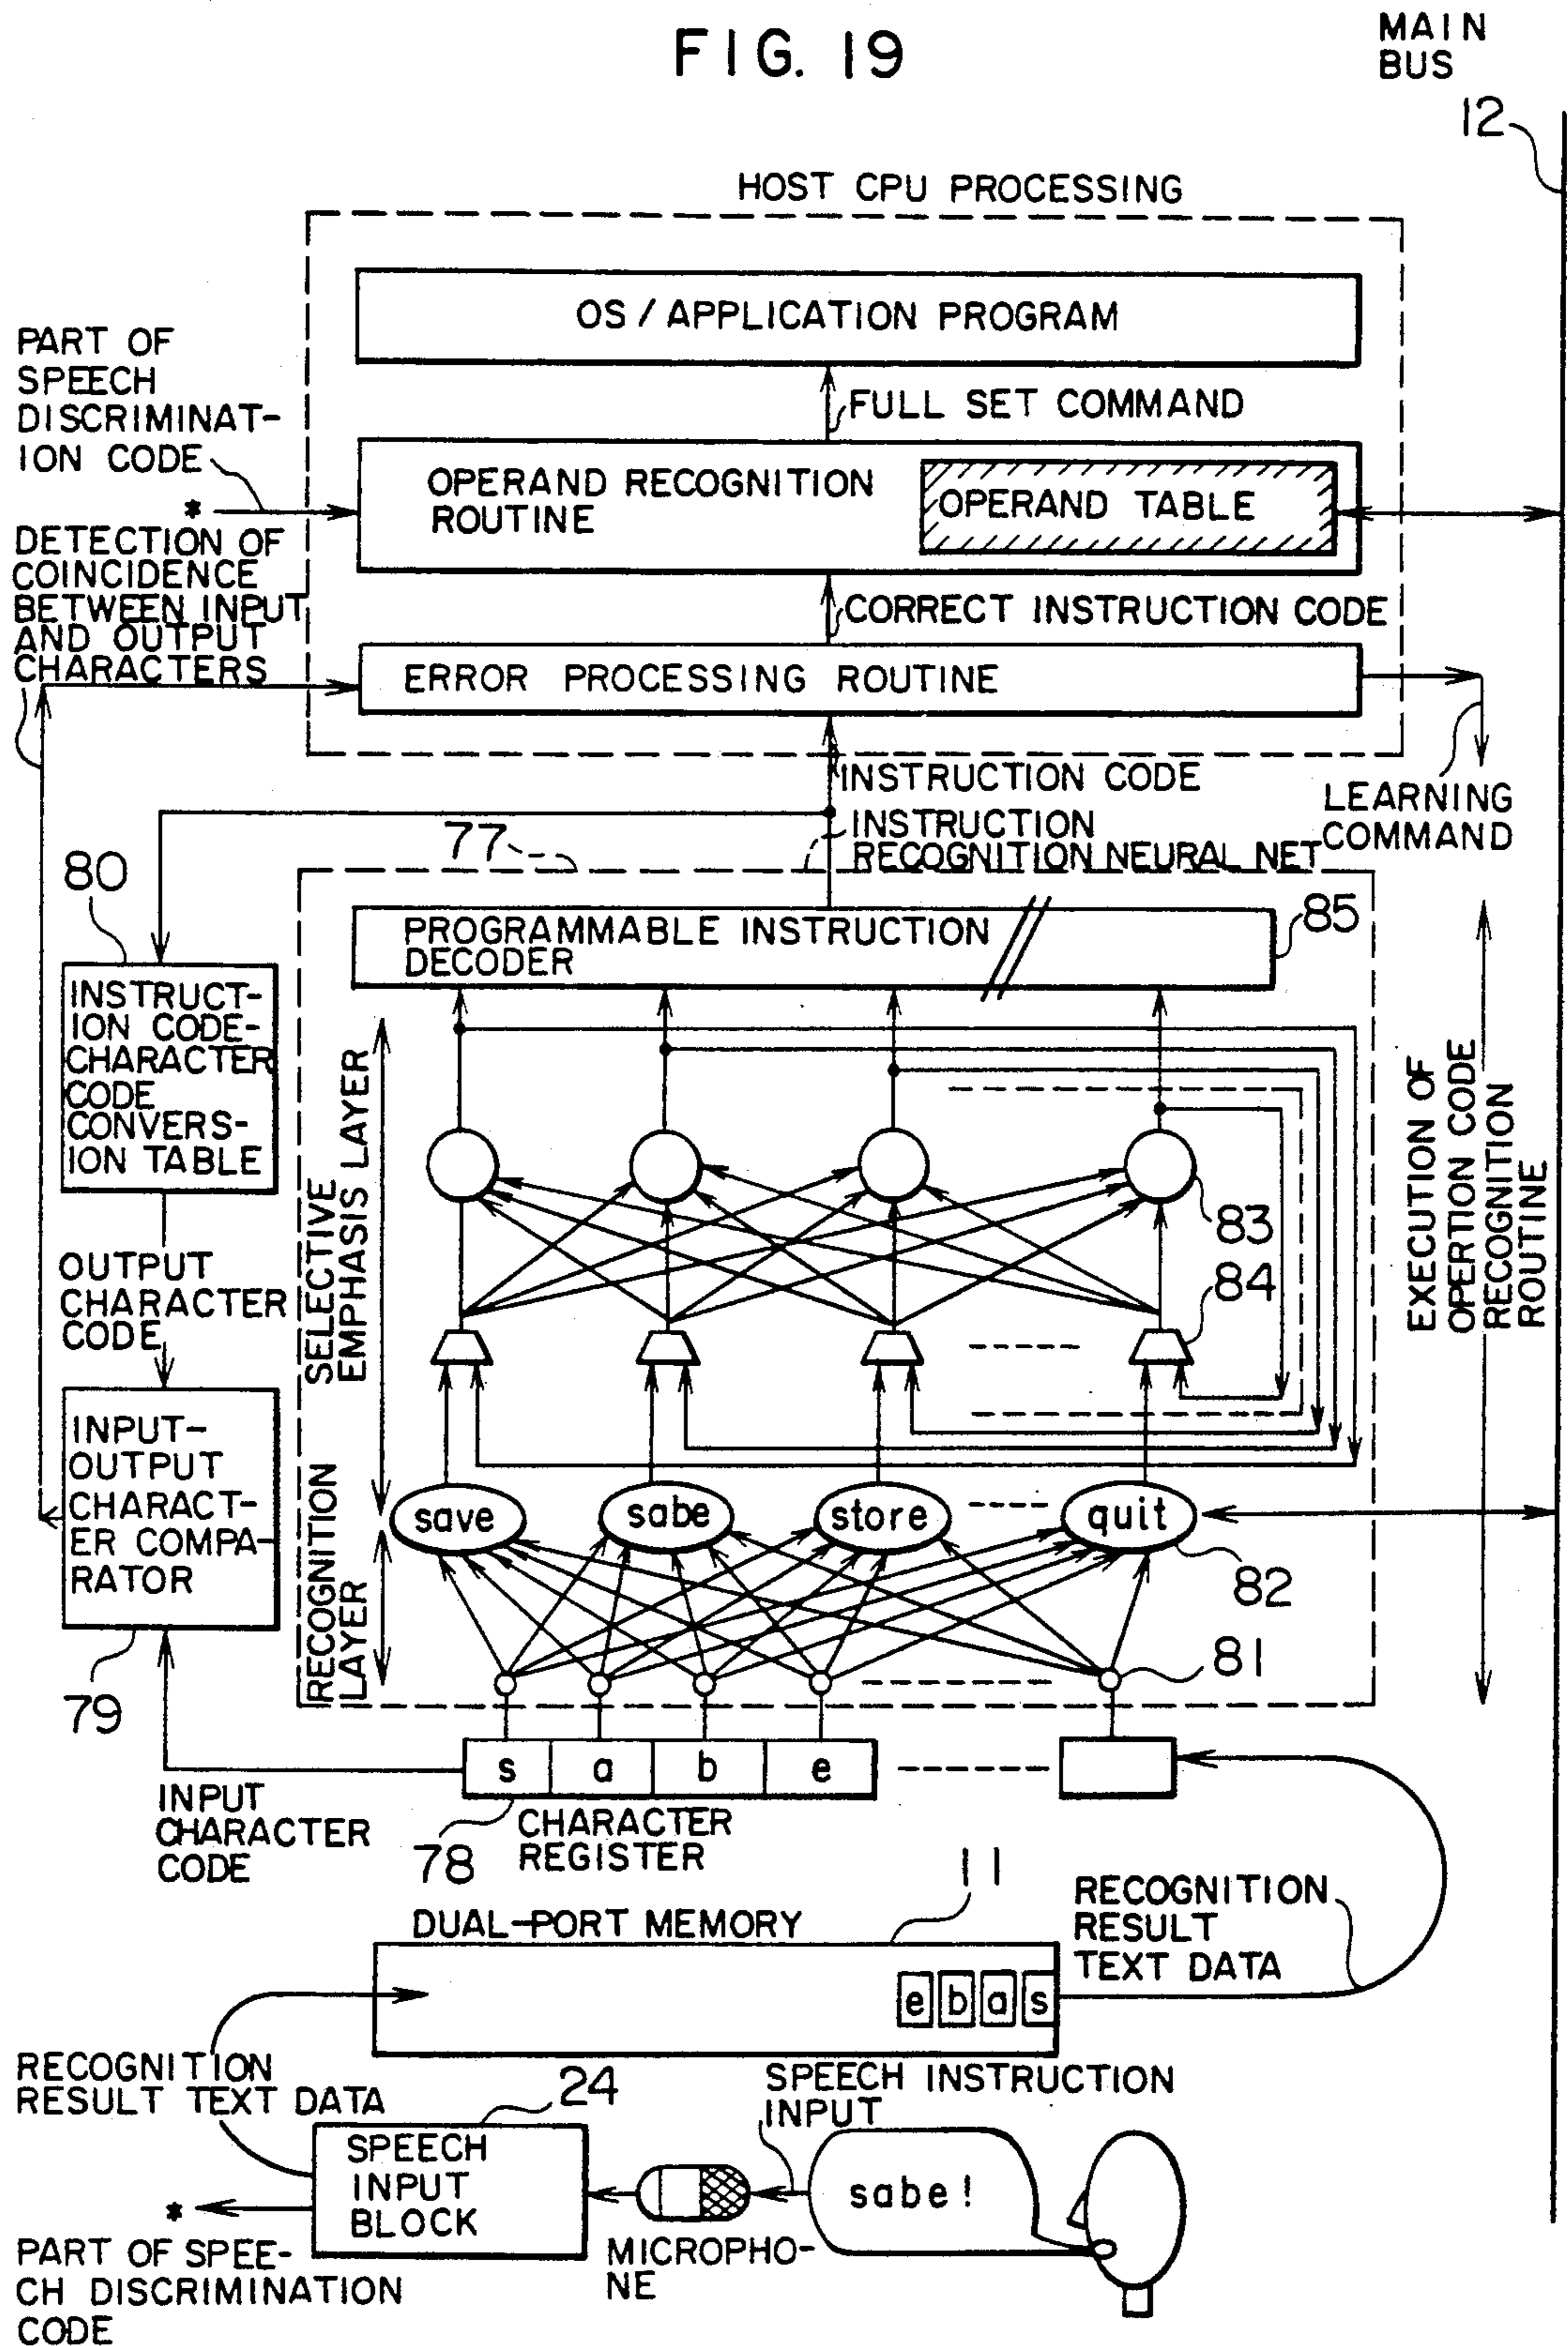 FIG. 19
MAIN
BUS
12
HOST CPU PROCESSING
OS / APPLICATION PROGRAM
PART OF
SPEECH
DISCRIMINAT-
ION CODE
*
FULL SET COMMAND
OPERAND RECOGNITION
ROUTINE
OPERAND TABLE
DETECTION OF
COINCIDENCE
BETWEEN INPUT
AND OUTPUT
CHARACTERS
CORRECT INSTRUCTION CODE
ERROR PROCESSING ROUTINE
INSTRUCTION CODE
LEARNING
COMMAND
77
INSTRUCTION
RECOGNITION NEURAL NET
80
PROGRAMMABLE INSTRUCTION
DECODER
85
INSTRUCT-
ION CODE-
CHARACTER
CODE
CONVERS-
ION TABLE
SELECTIVE
EMPHASIS LAYER
EXECUTION OF
OPERTION CODE
RECOGNITION
ROUTINE
83
84
OUTPUT
CHARACTER
CODE
INPUT-
OUTPUT
CHARACT-
ER COMPA-
RATOR
79
RECOGNITION
LAYER
save
sabe
store
quit
82
81
s a b e
INPUT
CHARACTER
CODE
78
CHARACTER
REGISTER
11
DUAL-PORT MEMORY
e b a s
RECOGNITION
RESULT
TEXT DATA
RECOGNITION
RESULT TEXT DATA
24
SPEECH INSTRUCTION
INPUT
SPEECH
INPUT
BLOCK
sabe!
*
PART OF SPEE-
CH DISCRIMINATION
CODE
MICROPHO-
NE